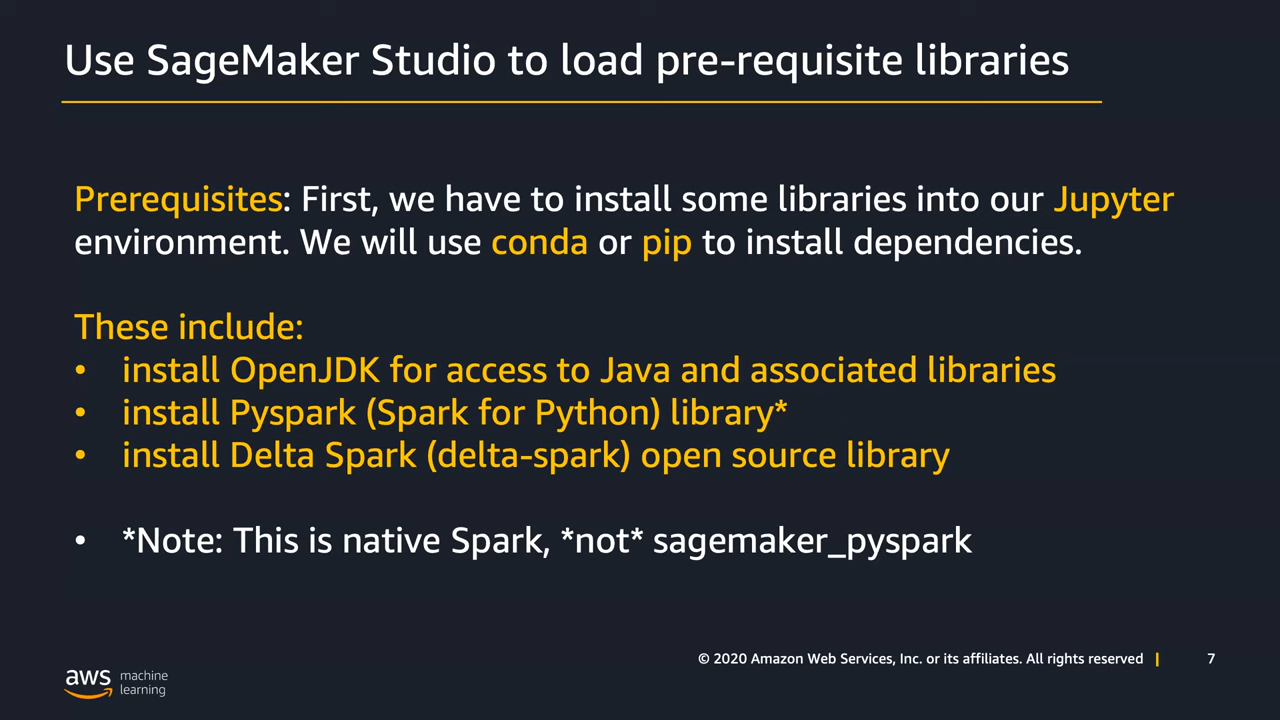 Use SageMaker Studio to load pre-requisite libraries
Prerequisites: First, we have to install some libraries into our Jupyter
environment. We will use conda or pip to install dependencies.
These include:
• install OpenJDK for access to Java and associated libraries
• install Pyspark (Spark for Python) library*
• install Delta Spark (delta-spark) open source library
• *Note: This is native Spark, *not* sagemaker_pyspark
© 2020 Amazon Web Services, Inc. or its affiliates. All rights reserved | 7
aws machine
learning